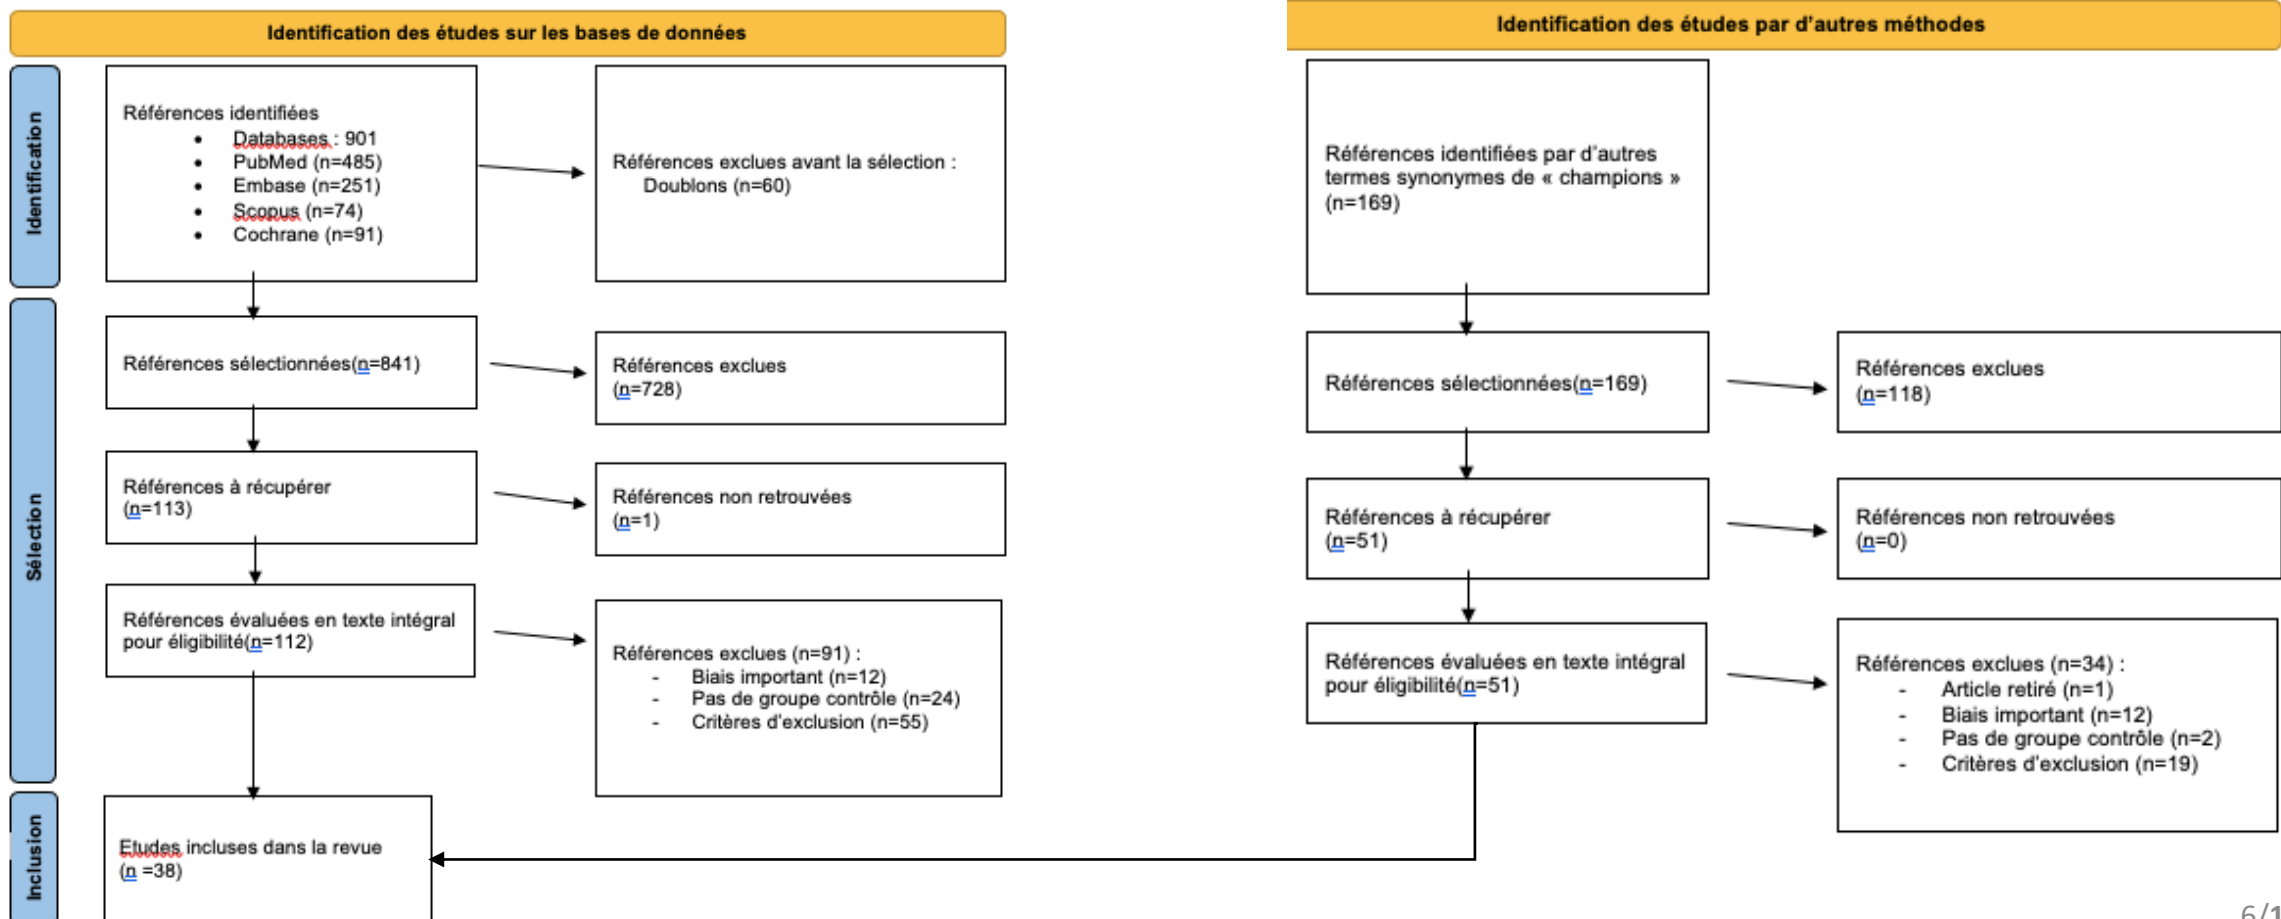 Identification des études sur les bases de données
Identification
Références identifiées
• Databases : 901
• PubMed (n=485)
• Embase (n=251)
• Scopus (n=74)
• Cochrane (n=91)
Références exclues avant la sélection :
Doublons (n=60)
Sélection
Références sélectionnées(n=841)
Références exclues
(n=728)
Références à récupérer
(n=113)
Références non retrouvées
(n=1)
Références évaluées en texte intégral
pour éligibilité(n=112)
Références exclues (n=91) :
- Biais important (n=12)
- Pas de groupe contrôle (n=24)
- Critères d'exclusion (n=55)
Inclusion
Etudes incluses dans la revue
(n =38)
Identification des études par d'autres méthodes
Références identifiées par d'autres
termes synonymes de « champions »
(n=169)
Références sélectionnées(n=169)
Références exclues
(n=118)
Références à récupérer
(n=51)
Références non retrouvées
(n=0)
Références évaluées en texte intégral
pour éligibilité(n=51)
Références exclues (n=34) :
- Article retiré (n=1)
- Biais important (n=12)
- Pas de groupe contrôle (n=2)
- Critères d'exclusion (n=19)
6/1